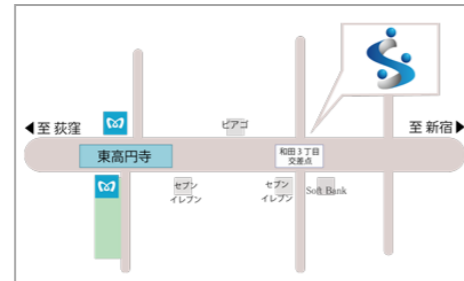 ピアゴ
至 荻窪
至 新宿
東高円寺
和田３丁目
交差点
セブン
イレブン
セブン
イレブン
Soft Bank